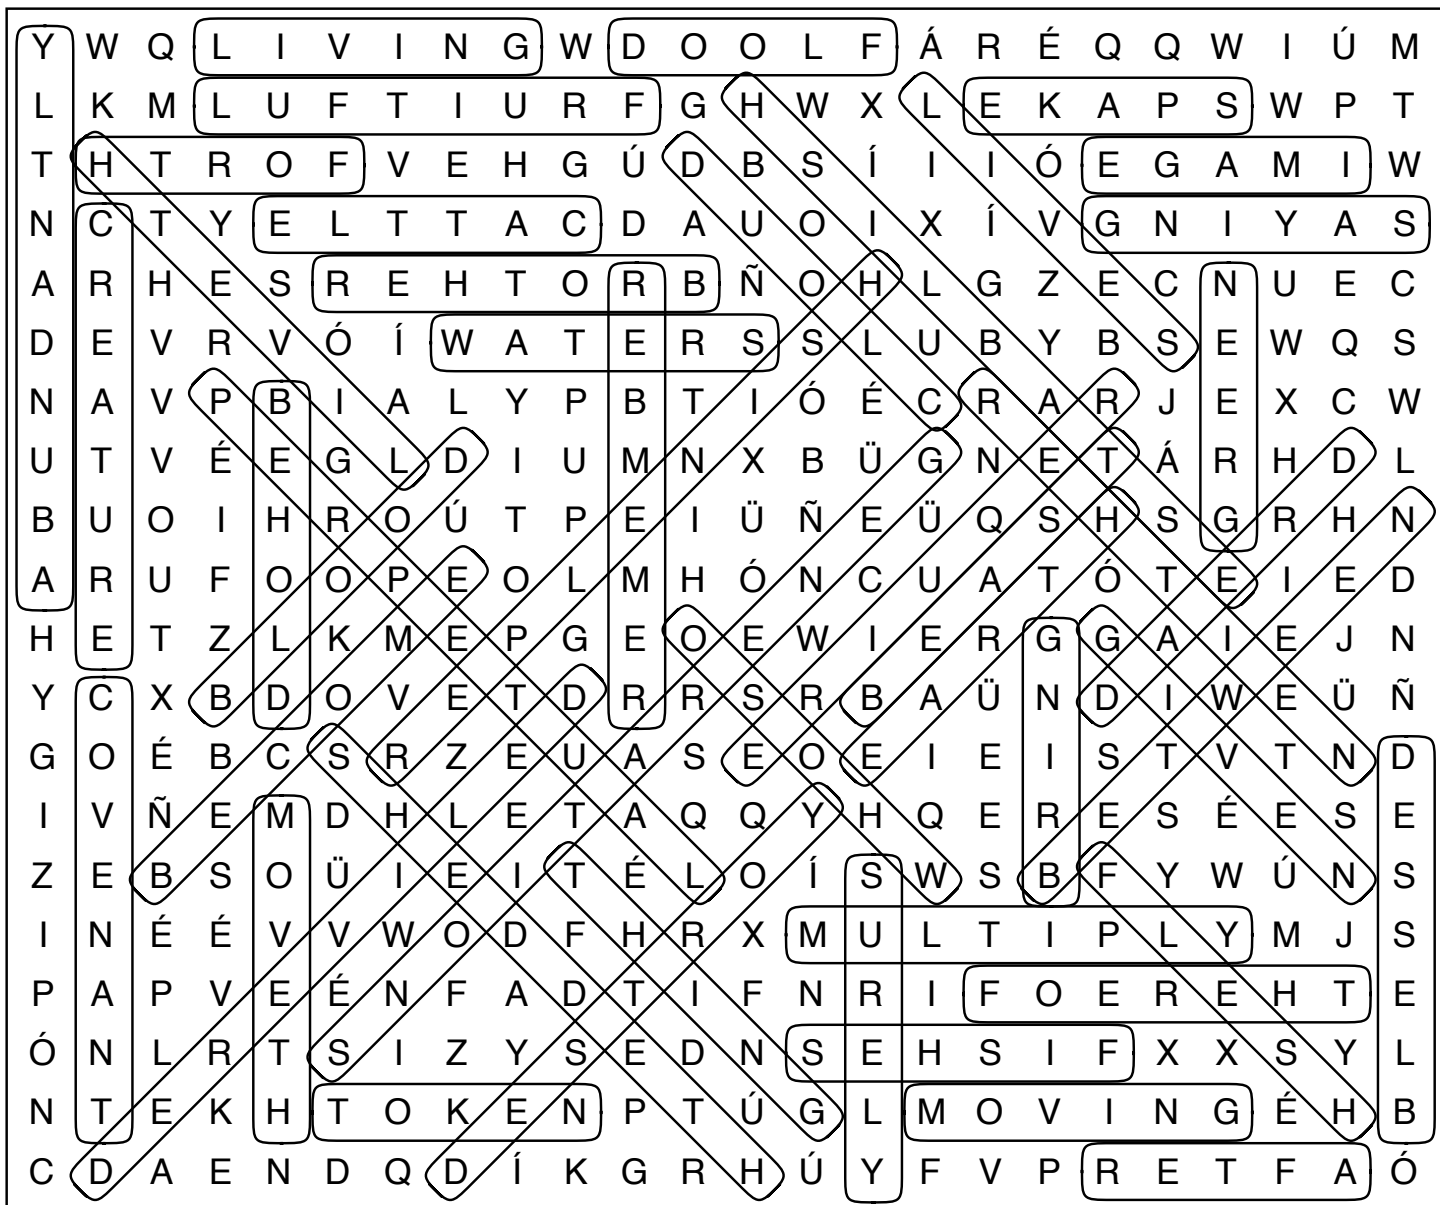 Y W Q L I V I N G W D O O L F Á R É Q Q W I Ú M
L K M L U F T I U R F G H W X L E K A P S W P T
T H T R O F V E H G Ú D B S Í I I Ó E G A M I W
N C T Y E L T T A C D A U O I X Í V G N I Y A S
A R H E S R E H T O R B Ñ O H L G Z E C N U E C
D E V R V Ó Í W A T E R S S L U B Y B S E W Q S
N A V P B I A L Y P B T I Ó É C R A R J E X C W
U T V É E G L D I U M N X B Ü G N E T Á R H D L
B U O I H R O Ú T P E I Ü Ñ E Ü Q S H S G R H N
A R U F O O P E O L M H Ó N C U A T Ó T E I E D
H E T Z L K M E P G E O E W I E R G G A I E J N
Y C X B D O V E T D R R S R B A Ü N D I W E Ü Ñ
G O É B C S R Z E U A S E O E I E I S T V T N D
I V Ñ E M D H L E T A Q Q Y H Q E R E S É E S E
Z E B S O Ü I E I T É L O Í S W S B F Y W Ú N S
I N É É V V W O D F H R X M U L T I P L Y M J S
P A P V E É N F A D T I F N R I F O E R E H T E
Ó N L R T S I Z Y S E D N S E H S I F X X S Y L
N T E K H T O K E N P T Ú G L M O V I N G É H B
C D A E N D Q D Í K G R H Ú Y F V P R E T F A Ó